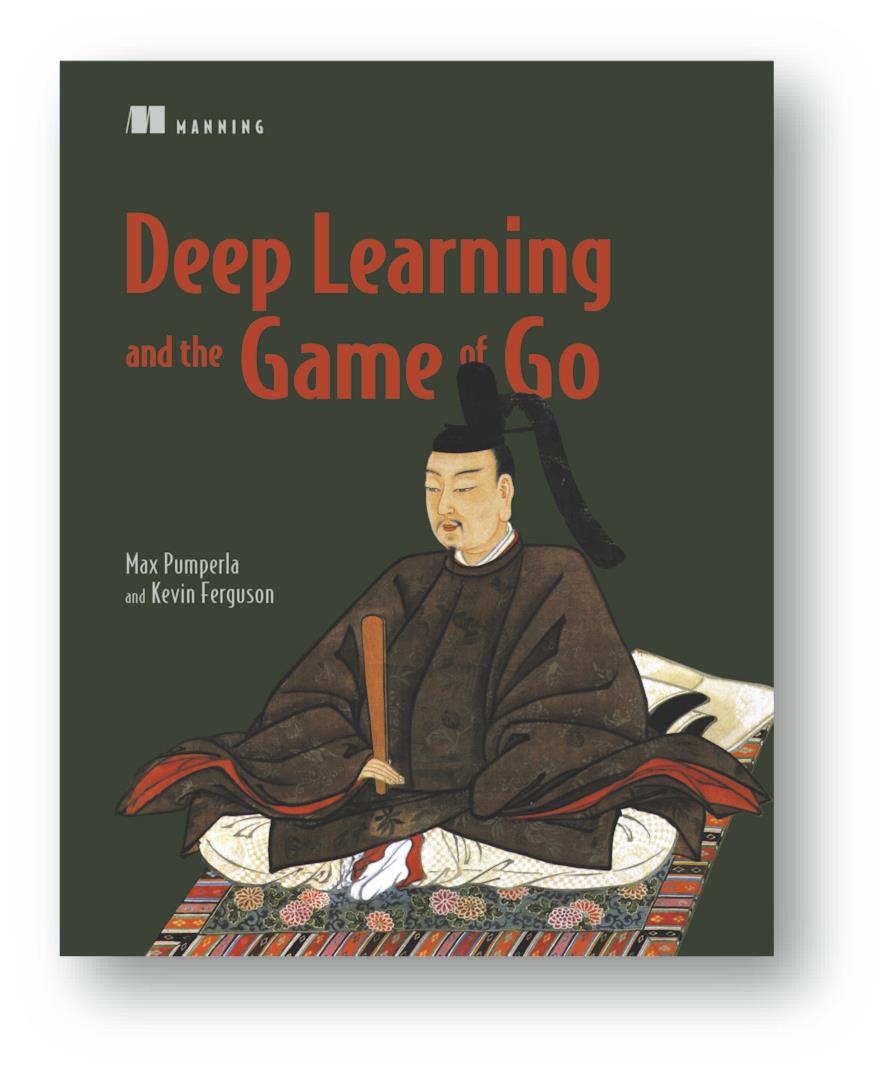 MANNING
Deep Learning
and the Game of Go
Max Pumperla
and Kevin Ferguson